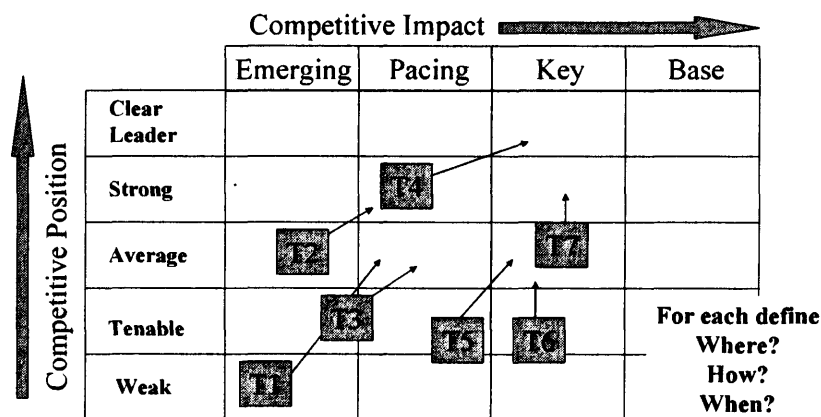 Competitive Impact
Emerging
Pacing
Key
Base
Competitive Position
Clear
Leader
Strong
T4
Average
T2
T7
Tenable
T3
T5
T6
For each define
Where?
How?
When?
Weak
T1